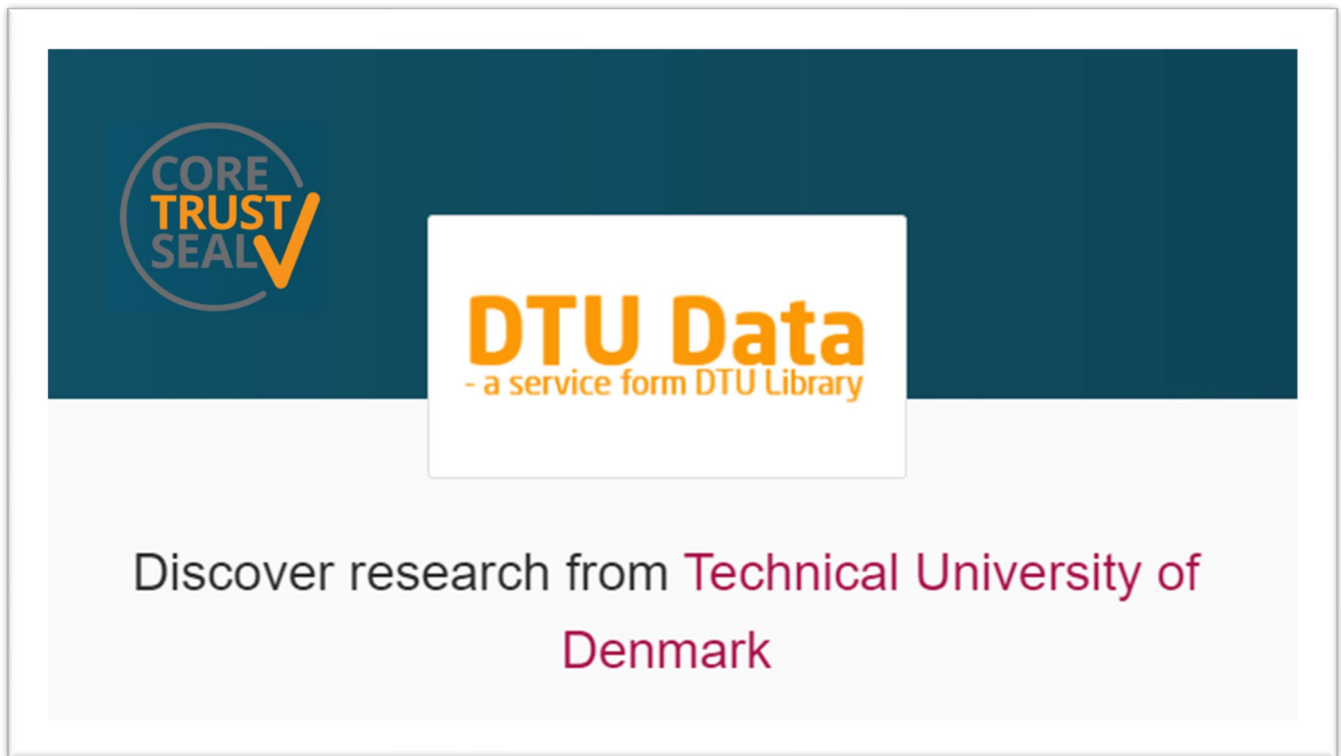 CORE
TRUST
SEAL
DTU Data
- a service form DTU Library
Discover research from Technical University of
Denmark